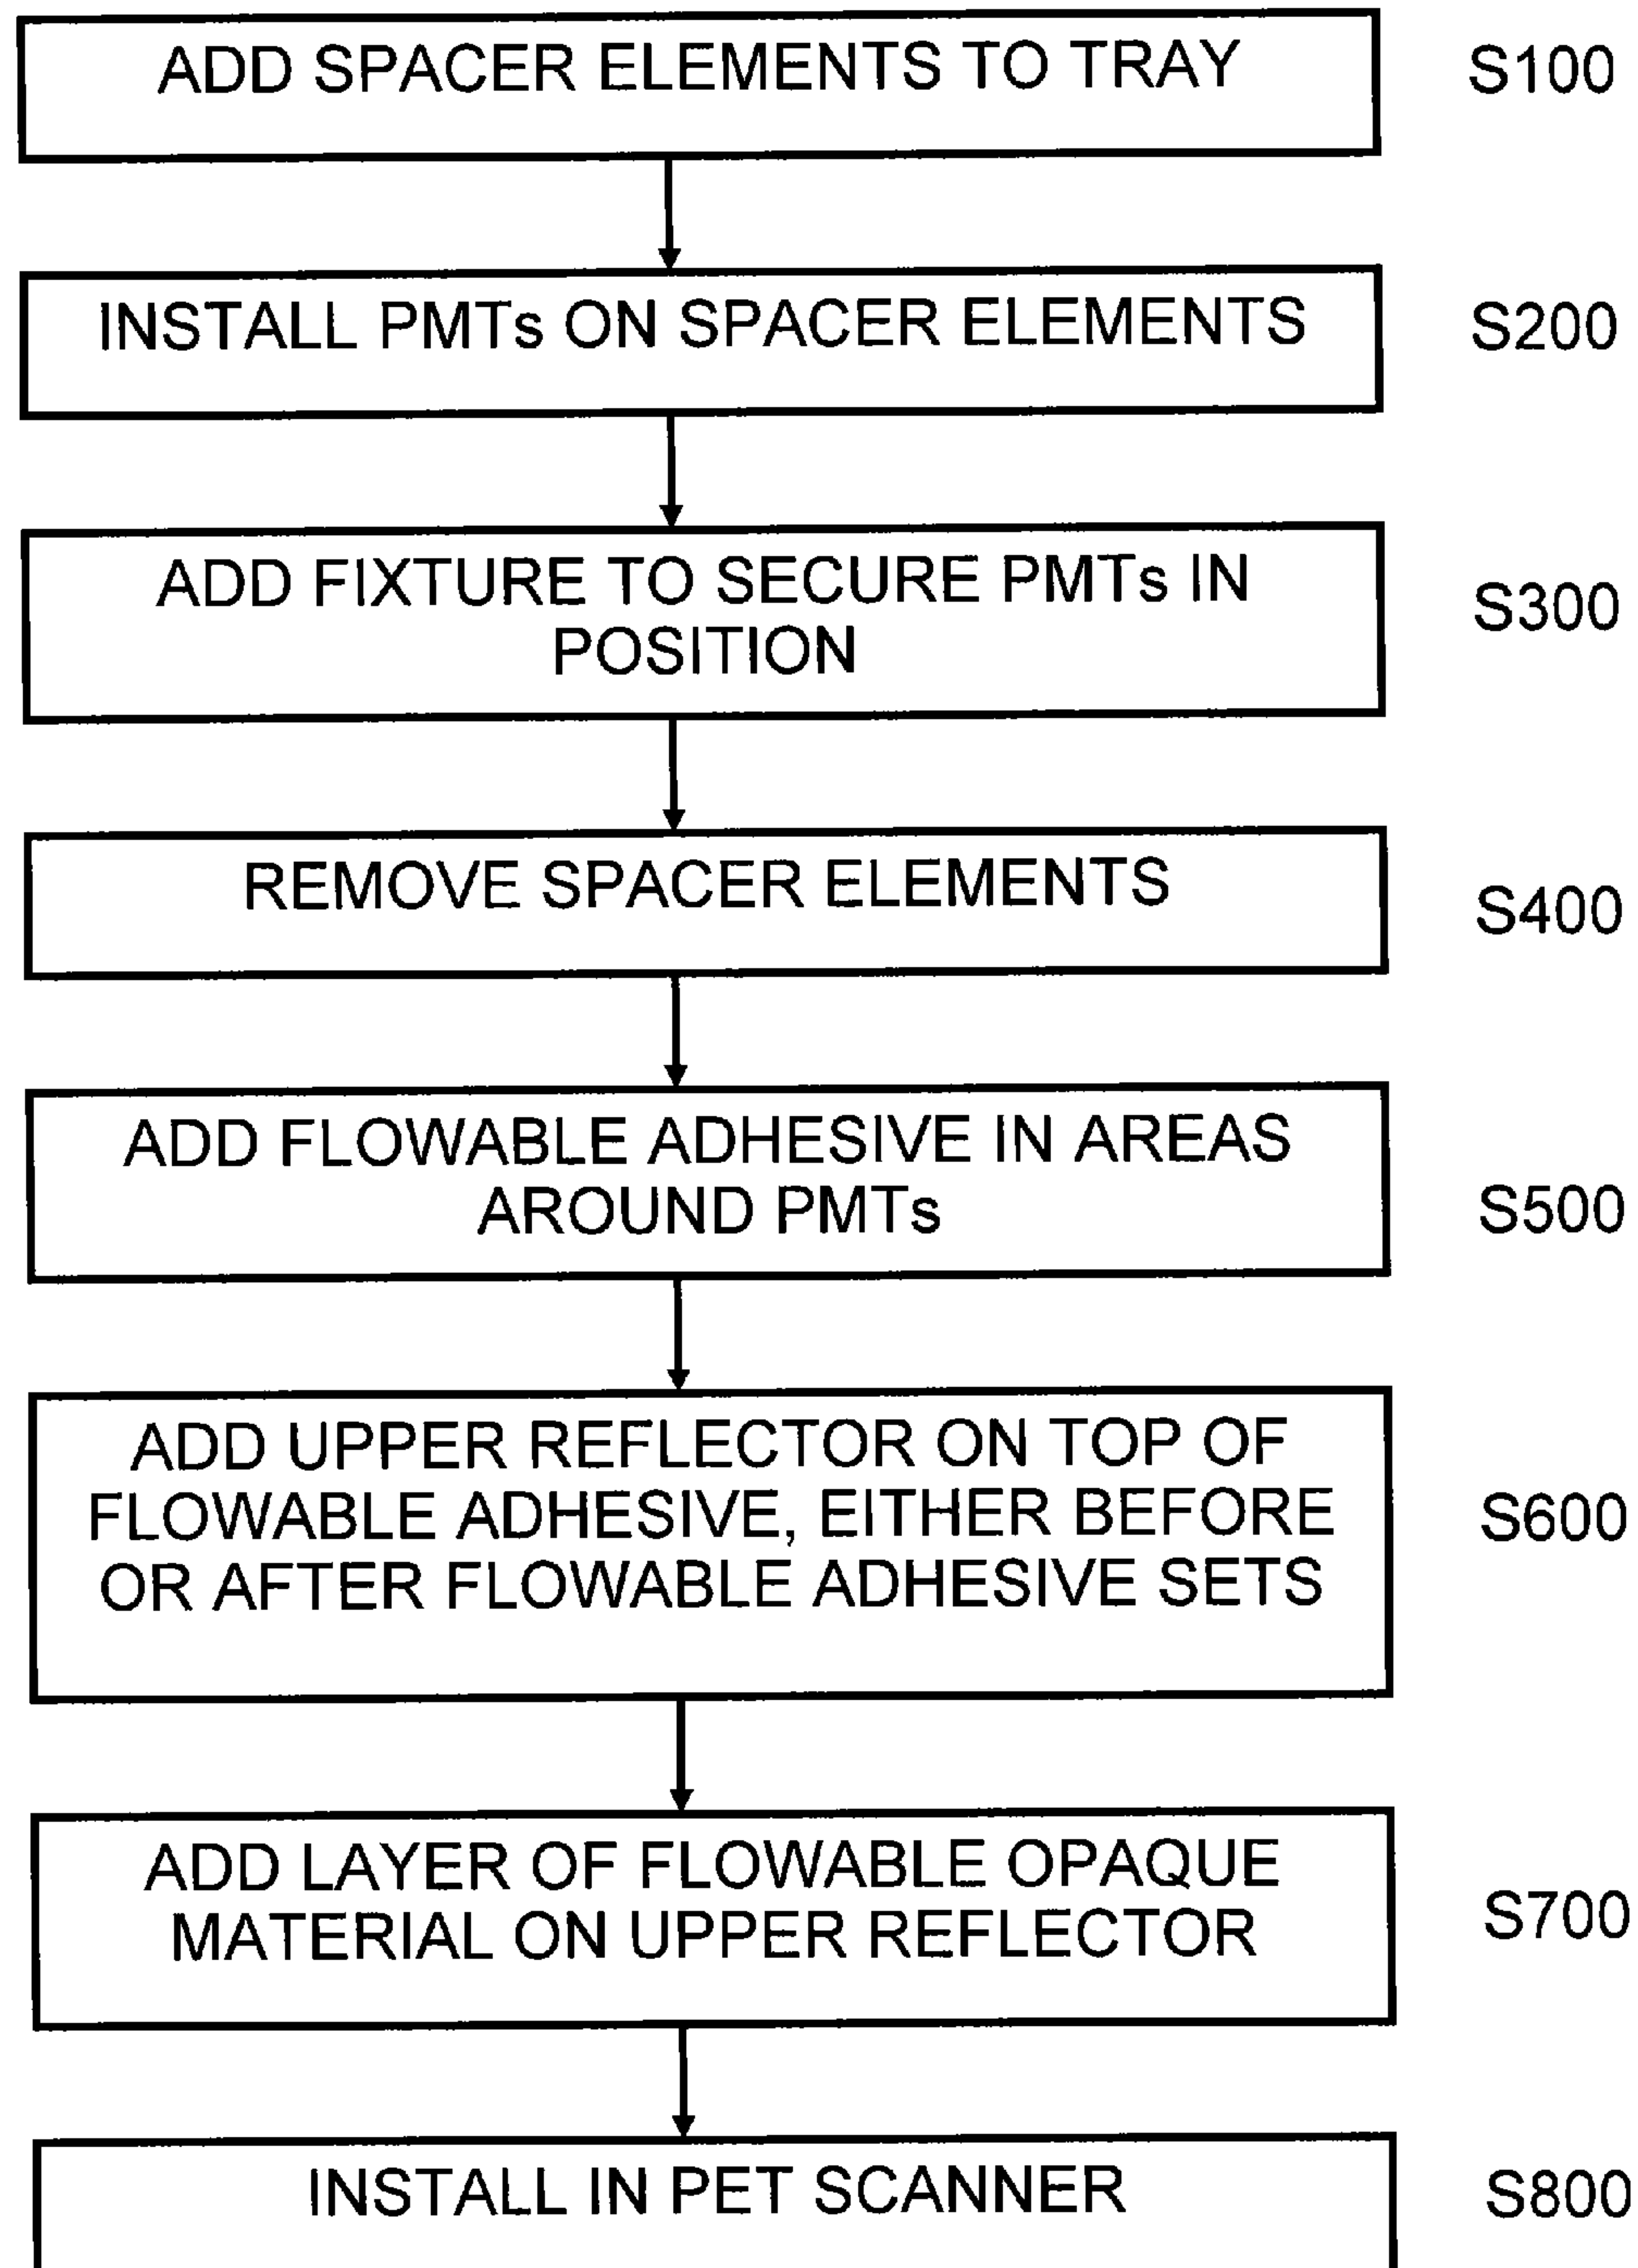 ADD SPACER ELEMENTS TO TRAY
S100
INSTALL PMTs ON SPACER ELEMENTS
S200
ADD FIXTURE TO SECURE PMTs IN
POSITION
S300
REMOVE SPACER ELEMENTS
S400
ADD FLOWABLE ADHESIVE IN AREAS
AROUND PMTs
S500
ADD UPPER REFLECTOR ON TOP OF
FLOWABLE ADHESIVE, EITHER BEFORE
OR AFTER FLOWABLE ADHESIVE SETS
S600
ADD LAYER OF FLOWABLE OPAQUE
MATERIAL ON UPPER REFLECTOR
S700
INSTALL IN PET SCANNER
S800